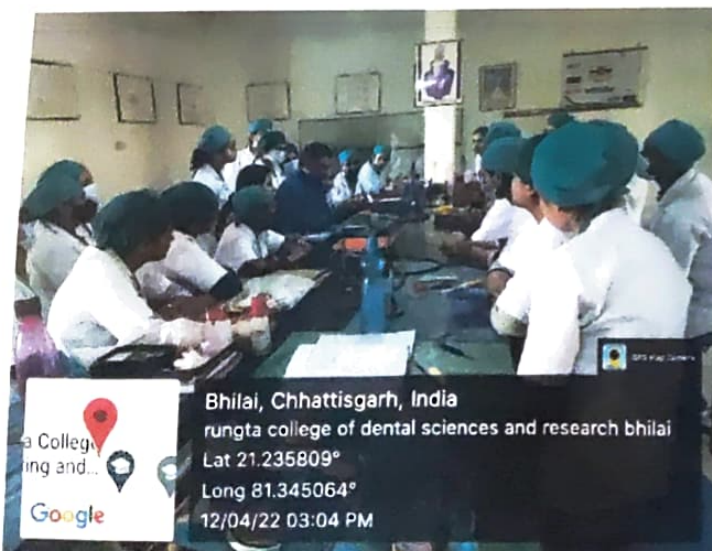 GPS Map Camera
Bhilai, Chhattisgarh, India
rungta college of dental sciences and research bhilai
Lat 21.235809°
Long 81.345064°
12/04/22 03:04 PM
a College
ing and...
Google